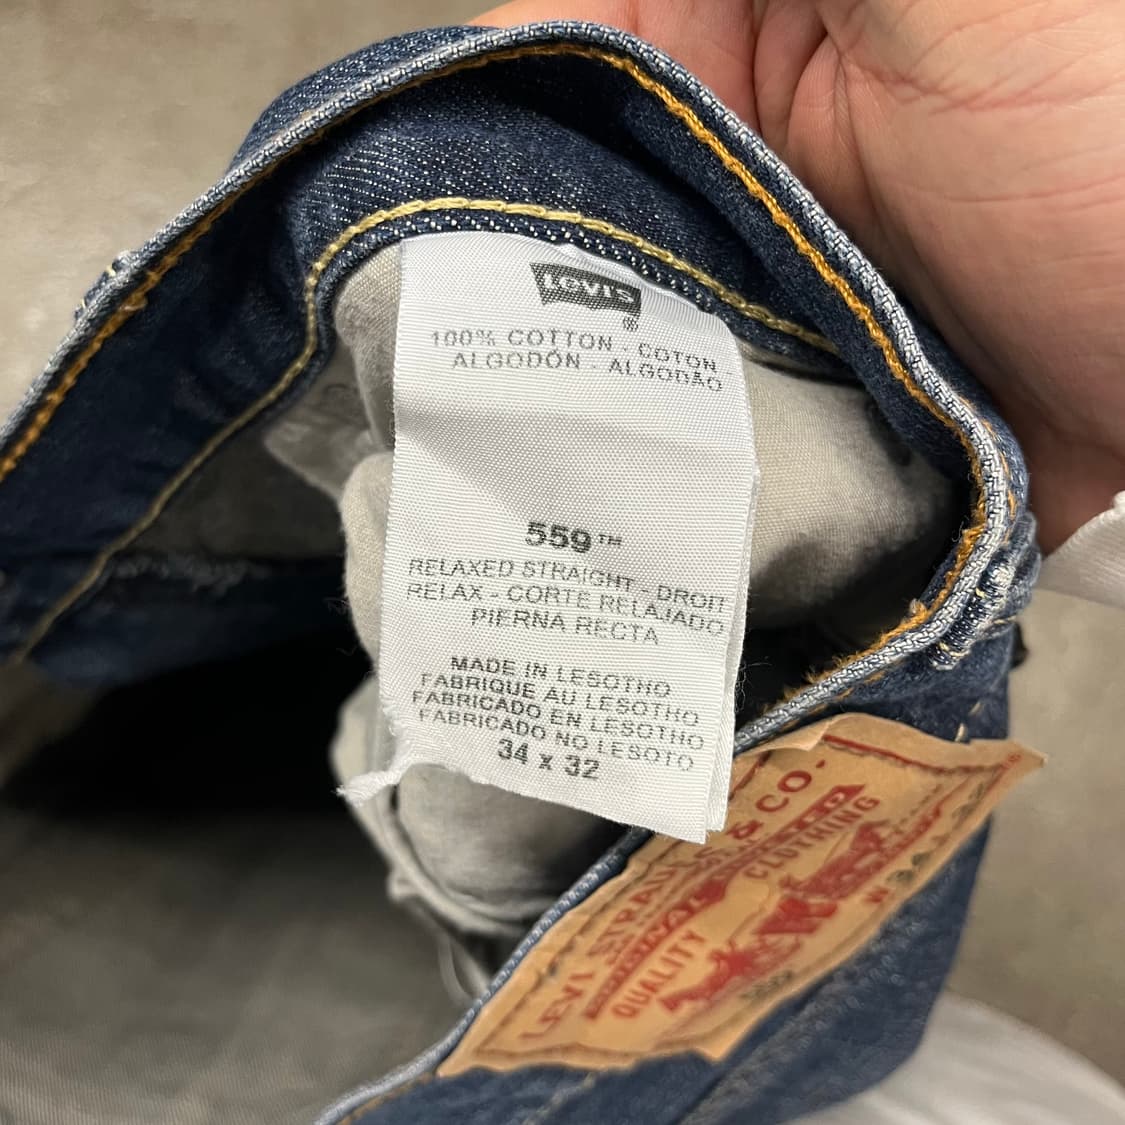 Levi's
®
100% COTTON - COTON
ALGODÓN - ALGODÃO
559™
RELAXED STRAIGHT - DROIT
RELAX - CORTE RELAJADO
PIERNA RECTA
MADE IN LESOTHO
FABRIQUE AU LESOTHO
FABRICADO EN LESOTHO
FABRICADO NO LESOTO
34 x 32
LEVI STRAUSS & CO.
QUALITY CLOTHING